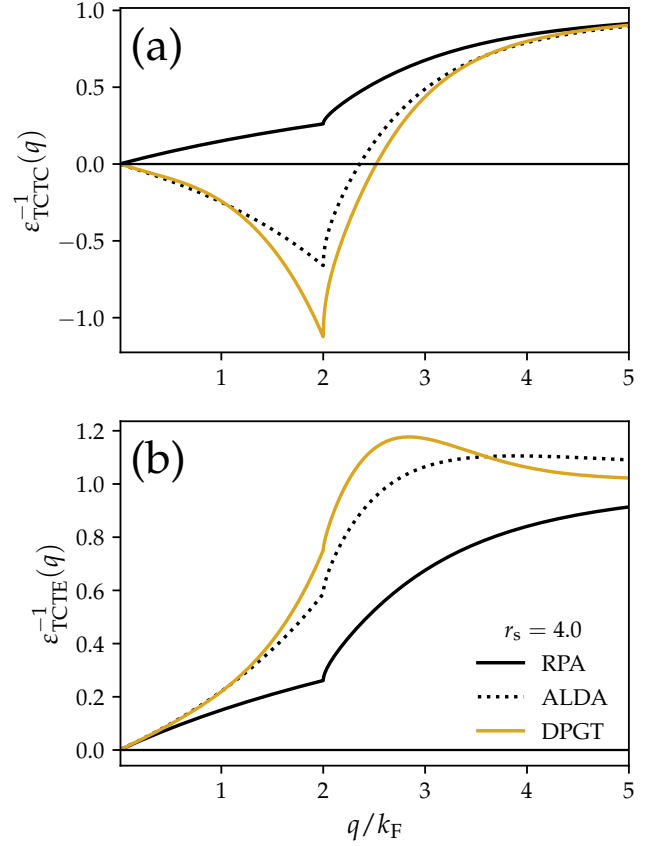 (a)
1.0
0.5
0.0
−0.5
−1.0
ε⁻¹TCTC(q)
1 2 3 4 5
(b)
1.2
1.0
0.8
0.6
0.4
0.2
0.0
ε⁻¹TCTE(q)
rs = 4.0
RPA
ALDA
DPGT
1 2 3 4 5
q/kF